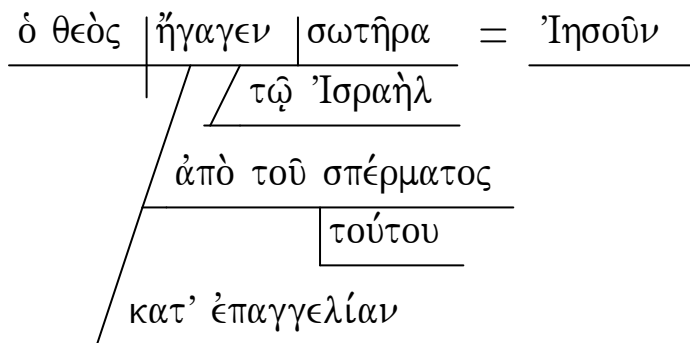 ὁ θεὸς ἤγαγεν σωτῆρα = Ἰησοῦν
τῷ Ἰσραὴλ
ἀπὸ τοῦ σπέρματος
τούτου
κατ’ ἐπαγγελίαν